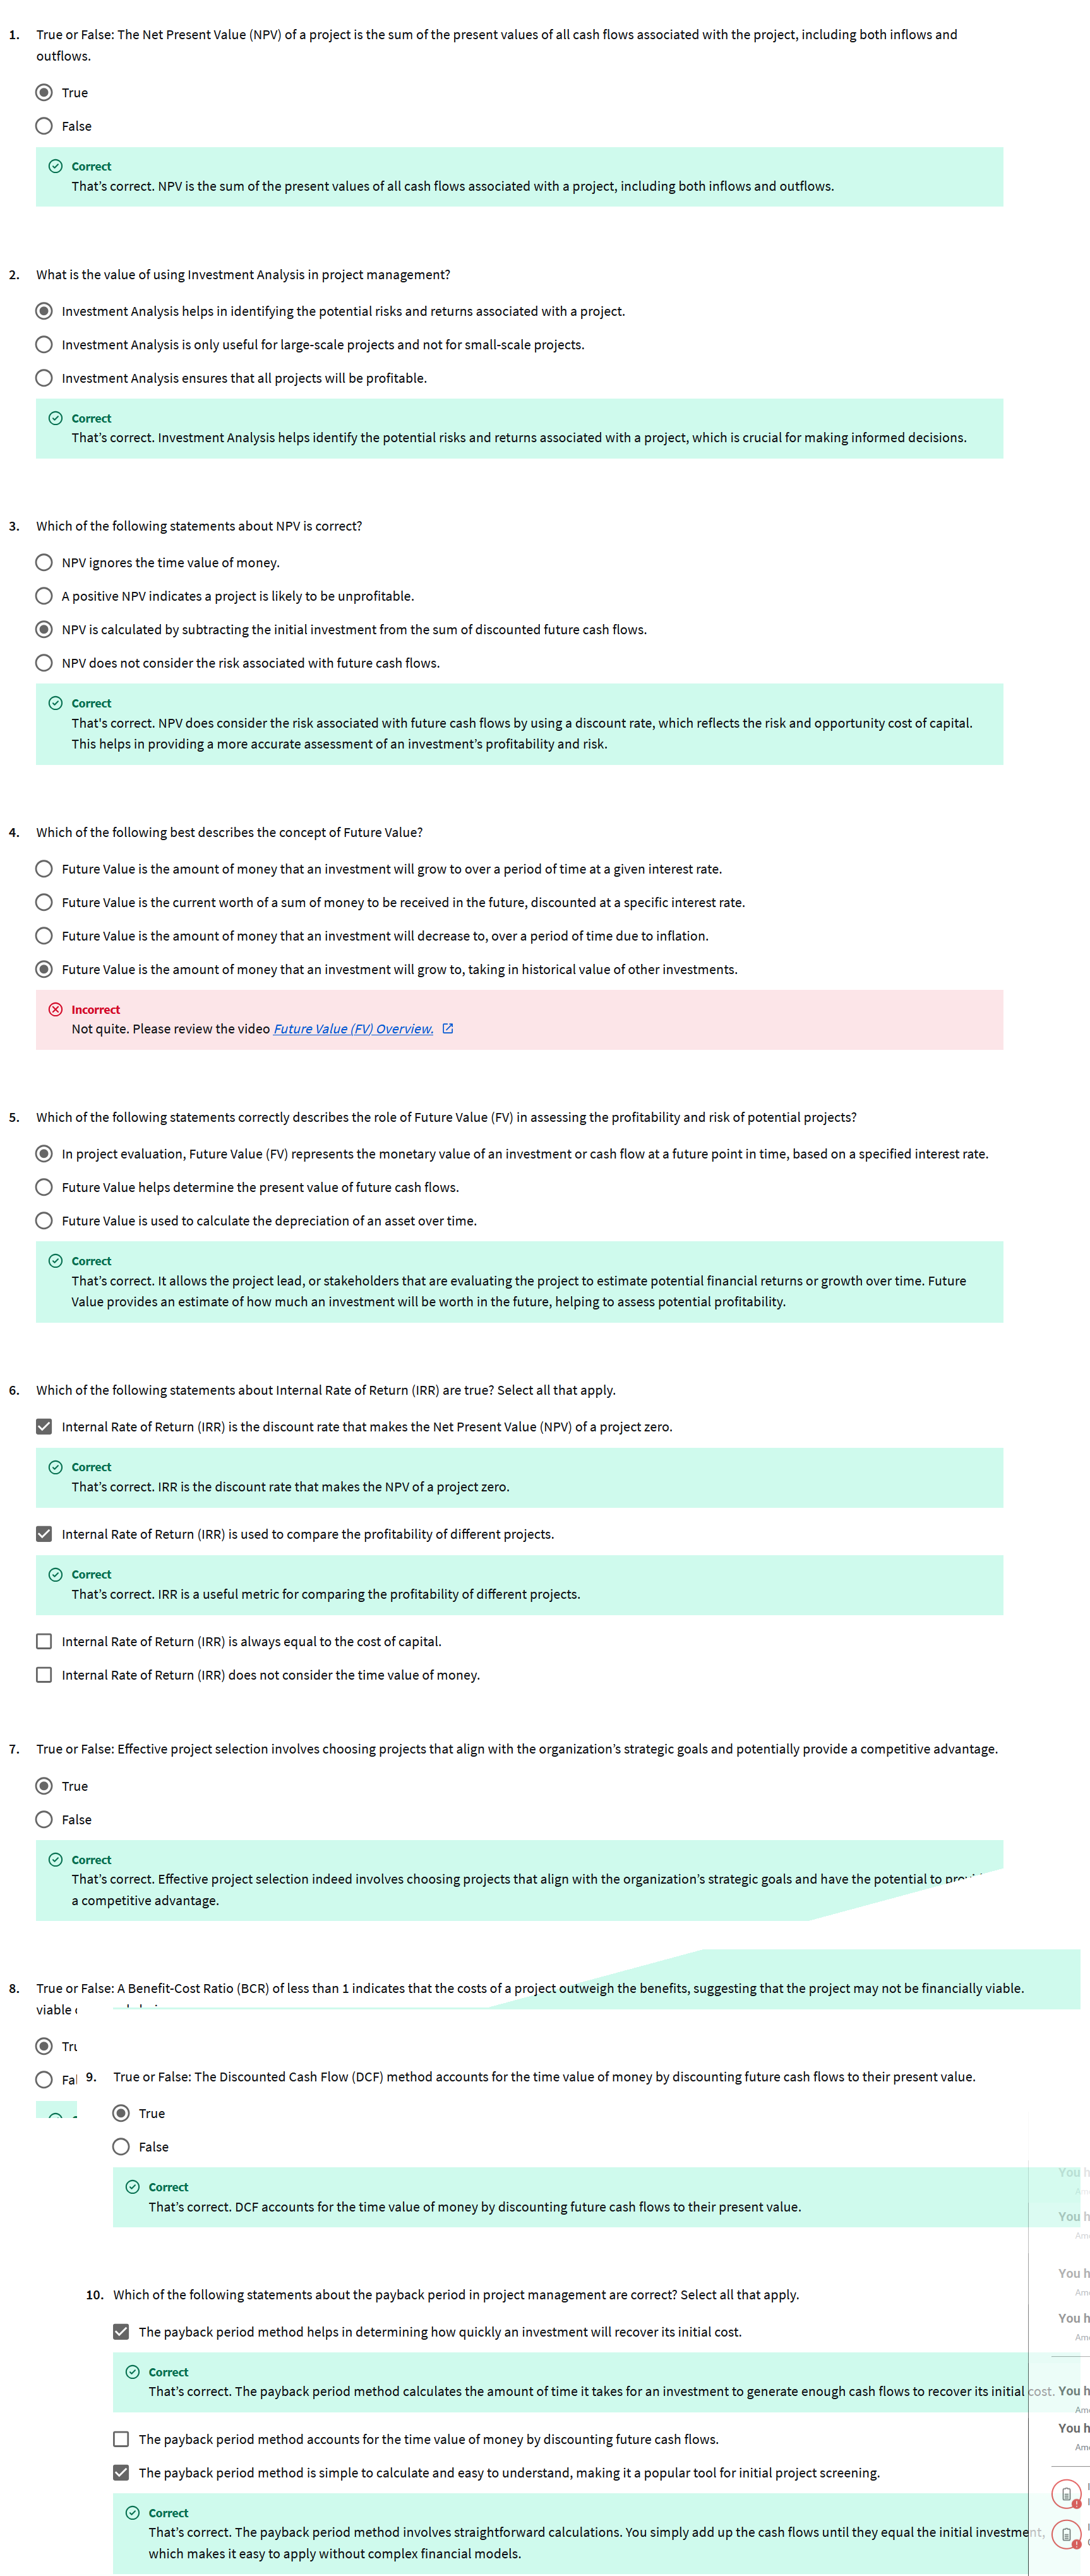 1. True or False: The Net Present Value (NPV) of a project is the sum of the present values of all cash flows associated with the project, including both inflows and
outflows.
True
False
Correct
That’s correct. NPV is the sum of the present values of all cash flows associated with a project, including both inflows and outflows.
2. What is the value of using Investment Analysis in project management?
Investment Analysis helps in identifying the potential risks and returns associated with a project.
Investment Analysis is only useful for large-scale projects and not for small-scale projects.
Investment Analysis ensures that all projects will be profitable.
Correct
That’s correct. Investment Analysis helps identify the potential risks and returns associated with a project, which is crucial for making informed decisions.
3. Which of the following statements about NPV is correct?
NPV ignores the time value of money.
A positive NPV indicates a project is likely to be unprofitable.
NPV is calculated by subtracting the initial investment from the sum of discounted future cash flows.
NPV does not consider the risk associated with future cash flows.
Correct
That's correct. NPV does consider the risk associated with future cash flows by using a discount rate, which reflects the risk and opportunity cost of capital.
This helps in providing a more accurate assessment of an investment’s profitability and risk.
4. Which of the following best describes the concept of Future Value?
Future Value is the amount of money that an investment will grow to over a period of time at a given interest rate.
Future Value is the current worth of a sum of money to be received in the future, discounted at a specific interest rate.
Future Value is the amount of money that an investment will decrease to, over a period of time due to inflation.
Future Value is the amount of money that an investment will grow to, taking in historical value of other investments.
Incorrect
Not quite. Please review the video Future Value (FV) Overview.
5. Which of the following statements correctly describes the role of Future Value (FV) in assessing the profitability and risk of potential projects?
In project evaluation, Future Value (FV) represents the monetary value of an investment or cash flow at a future point in time, based on a specified interest rate.
Future Value helps determine the present value of future cash flows.
Future Value is used to calculate the depreciation of an asset over time.
Correct
That’s correct. It allows the project lead, or stakeholders that are evaluating the project to estimate potential financial returns or growth over time. Future
Value provides an estimate of how much an investment will be worth in the future, helping to assess potential profitability.
6. Which of the following statements about Internal Rate of Return (IRR) are true? Select all that apply.
Internal Rate of Return (IRR) is the discount rate that makes the Net Present Value (NPV) of a project zero.
Correct
That’s correct. IRR is the discount rate that makes the NPV of a project zero.
Internal Rate of Return (IRR) is used to compare the profitability of different projects.
Correct
That’s correct. IRR is a useful metric for comparing the profitability of different projects.
Internal Rate of Return (IRR) is always equal to the cost of capital.
Internal Rate of Return (IRR) does not consider the time value of money.
7. True or False: Effective project selection involves choosing projects that align with the organization’s strategic goals and potentially provide a competitive advantage.
True
False
Correct
That’s correct. Effective project selection indeed involves choosing projects that align with the organization’s strategic goals and have the potential to
a competitive advantage.
8. True or False: A Benefit-Cost Ratio (BCR) of less than 1 indicates that the costs of a project outweigh the benefits, suggesting that the project may not be financially viable.
viable
9. True or False: The Discounted Cash Flow (DCF) method accounts for the time value of money by discounting future cash flows to their present value.
True
False
Correct
That’s correct. DCF accounts for the time value of money by discounting future cash flows to their present value.
10. Which of the following statements about the payback period in project management are correct? Select all that apply.
The payback period method helps in determining how quickly an investment will recover its initial cost.
Correct
That’s correct. The payback period method calculates the amount of time it takes for an investment to generate enough cash flows to recover its initial cost.
The payback period method accounts for the time value of money by discounting future cash flows.
The payback period method is simple to calculate and easy to understand, making it a popular tool for initial project screening.
Correct
That’s correct. The payback period method involves straightforward calculations. You simply add up the cash flows until they equal the initial investment,
which makes it easy to apply without complex financial models.
You
You
You
You
You
You